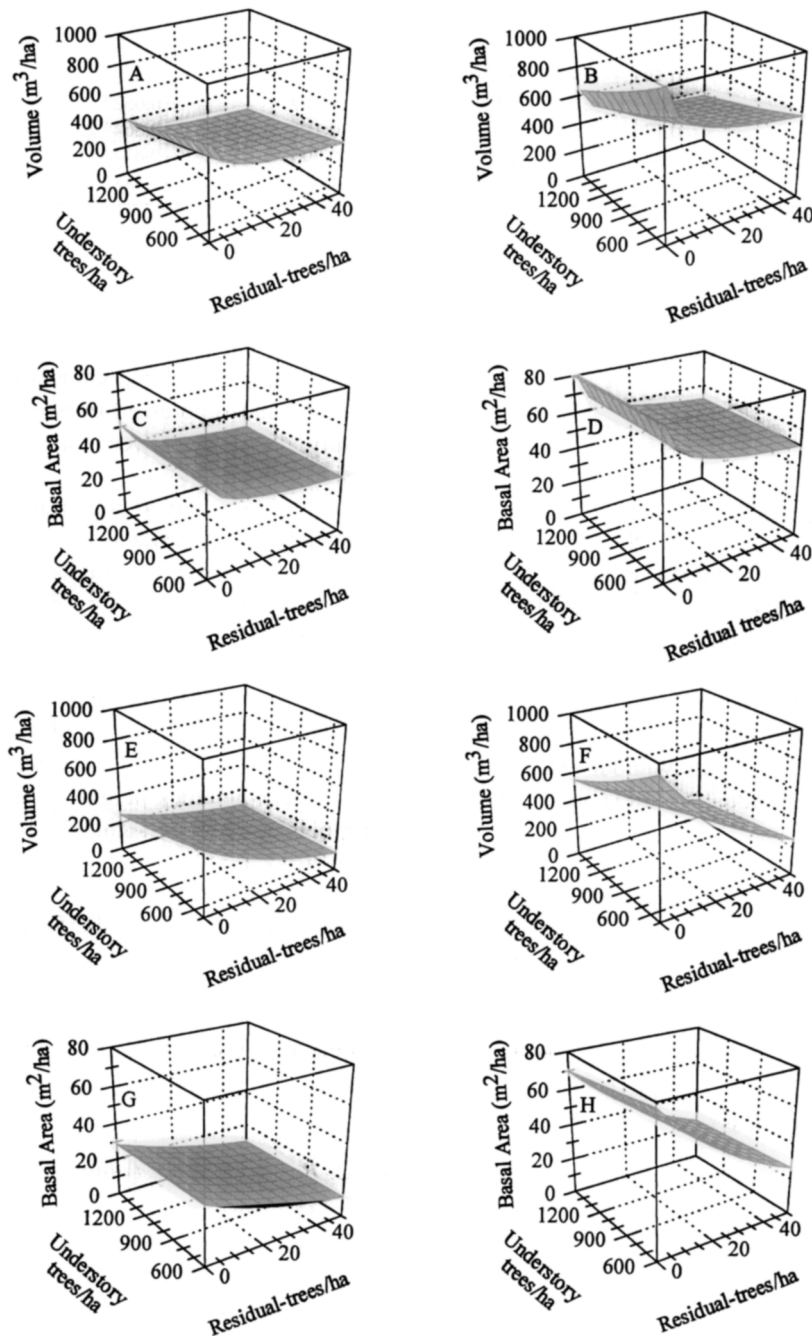 Volume (m³/ha)
1000
800
600
400
200
0
A
1200
900
600
Understory
trees/ha
0
20
40
Residual-trees/ha
Volume (m³/ha)
1000
800
600
400
200
0
B
1200
900
600
Understory
trees/ha
0
20
40
Residual-trees/ha
Basal Area (m²/ha)
80
60
40
20
0
C
1200
900
600
Understory
trees/ha
0
20
40
Residual-trees/ha
Basal Area (m²/ha)
80
60
40
20
0
D
1200
900
600
Understory
trees/ha
0
20
40
Residual trees/ha
Volume (m³/ha)
1000
800
600
400
200
0
E
1200
900
600
Understory
trees/ha
0
20
40
Residual-trees/ha
Volume (m³/ha)
1000
800
600
400
200
0
F
1200
900
600
Understory
trees/ha
0
20
40
Residual-trees/ha
Basal Area (m²/ha)
80
60
40
20
0
G
1200
900
600
Understory
trees/ha
0
20
40
Residual-trees/ha
Basal Area (m²/ha)
80
60
40
20
0
H
1200
900
600
Understory
trees/ha
0
20
40
Residual-trees/ha